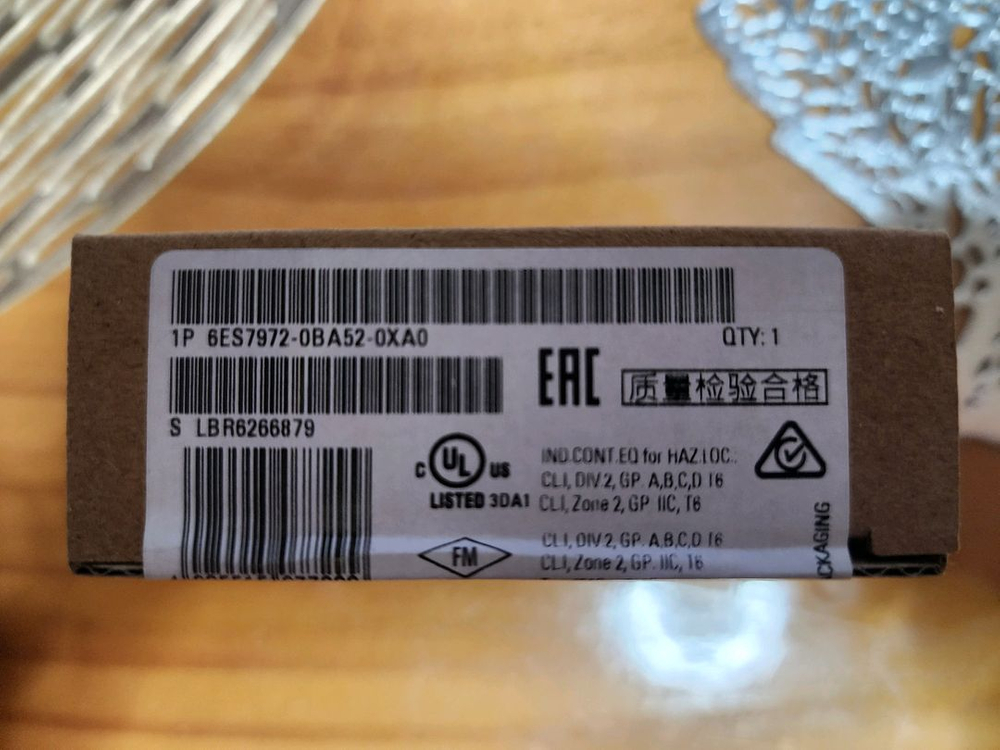 1P 6ES7972-0BA52-0XA0
QTY: 1
EAC
质量检验合格
S LBR6266879
C UL US
LISTED 3DA1
IND.CONT.EQ for HAZ.LOC.:
CL.I, DIV.2, GP. A,B,C,D T6
CL.I, Zone 2, GP. IIC, T6
FM
CL.I, DIV.2, GP. A,B,C,D T6
CL.I, Zone 2, GP. IIC, T6